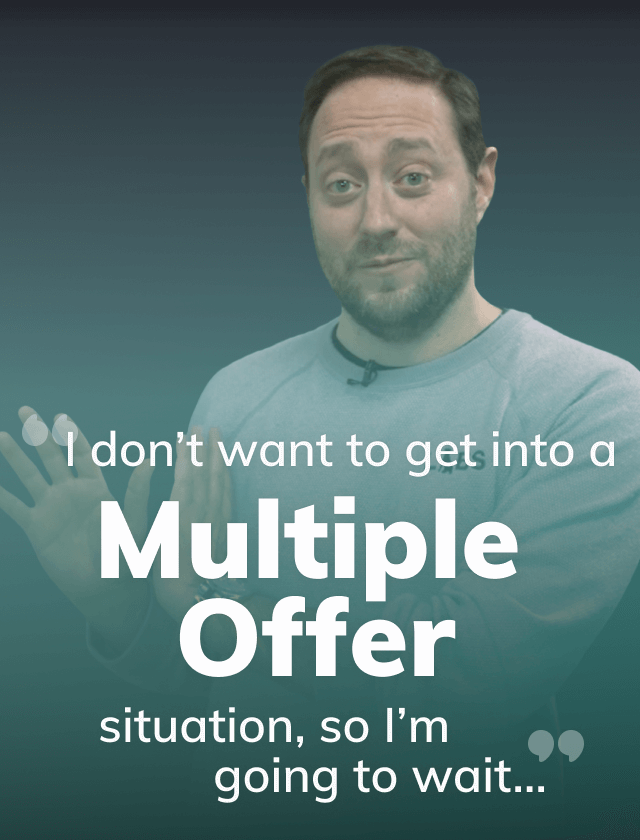 “I don’t want to get into a
Multiple
Offer
situation, so I’m
going to wait...”